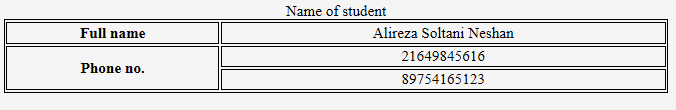 Name of student
Full name Alireza Soltani Neshan
Phone no. 21649845616
89754165123